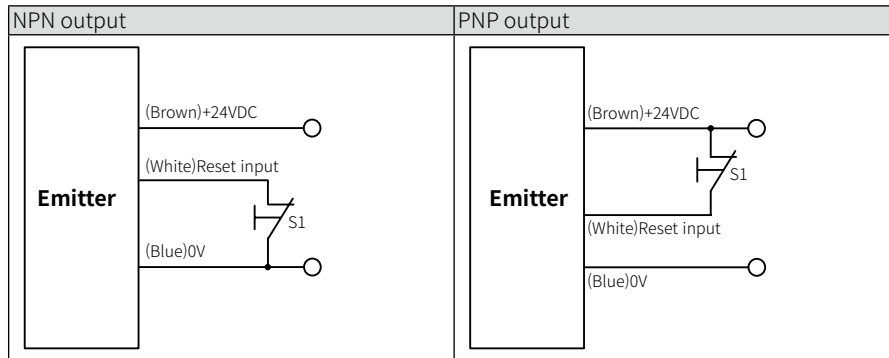 NPN output
PNP output
(Brown)+24VDC
(White)Reset input
Emitter
S1
(Blue)0V
(Brown)+24VDC
S1
Emitter
(White)Reset input
(Blue)0V